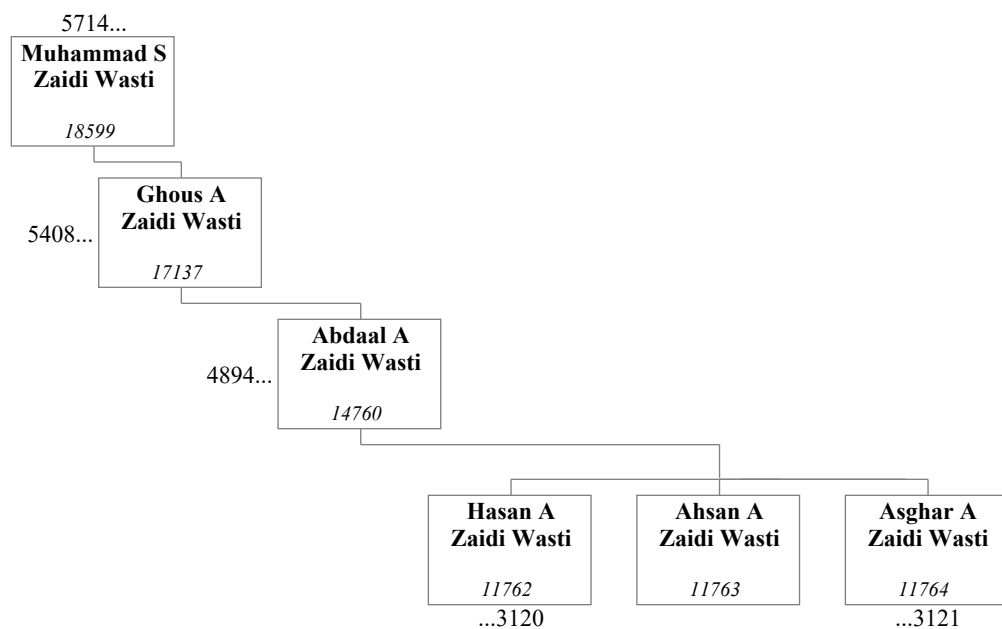 5714...
Muhammad S
Zaidi Wasti
18599
Ghous A
Zaidi Wasti
5408...
17137
Abdaal A
Zaidi Wasti
4894...
14760
Hasan A
Zaidi Wasti
11762
...3120
Ahsan A
Zaidi Wasti
11763
Asghar A
Zaidi Wasti
11764
...3121